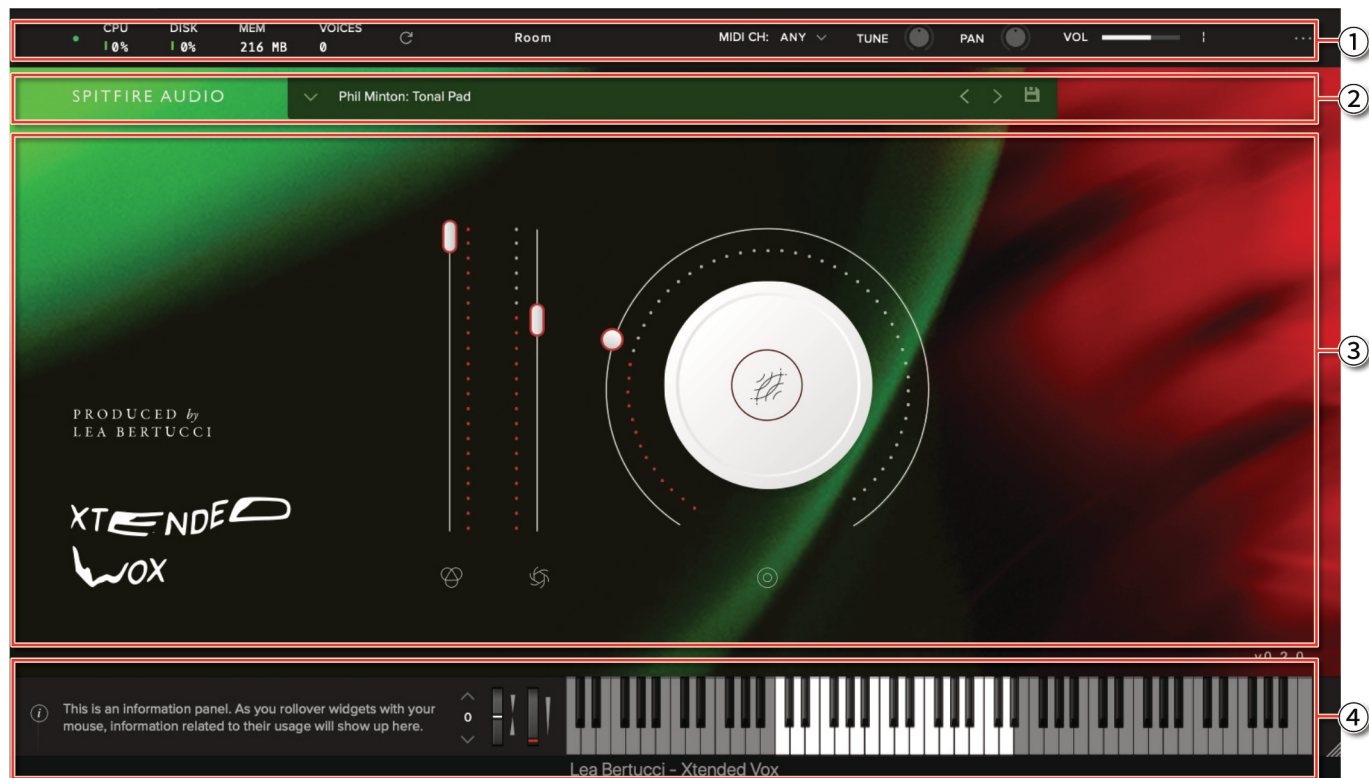 CPU DISK MEM VOICES
0% 0% 216 MB 0
Room
MIDI CH: ANY TUNE PAN VOL
...
1
SPITFIRE AUDIO Phil Minton: Tonal Pad
2
3
PRODUCED by
LEA BERTUCCI
XTENDED
VOX
v0.2.0
i This is an information panel. As you rollover widgets with your
mouse, information related to their usage will show up here.
0
4
Lea Bertucci - Xtended Vox